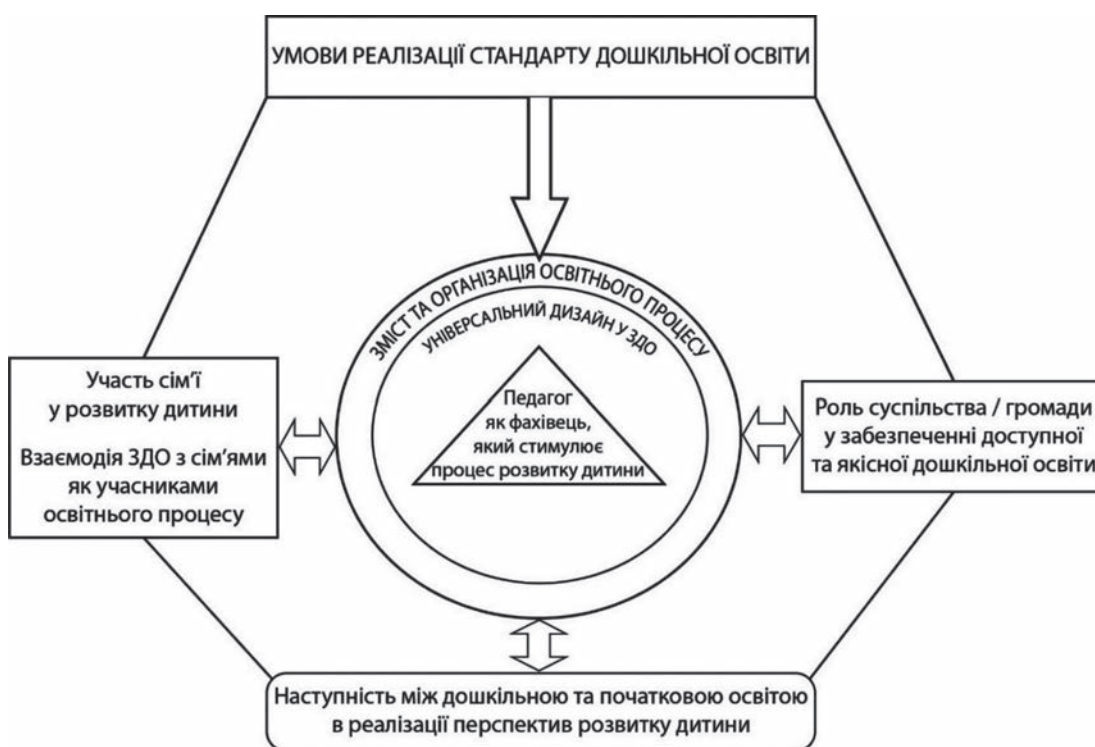 УМОВИ РЕАЛІЗАЦІЇ СТАНДАРТУ ДОШКІЛЬНОЇ ОСВІТИ
ЗМІСТ ТА ОРГАНІЗАЦІЯ ОСВІТНЬОГО ПРОЦЕСУ
УНІВЕРСАЛЬНИЙ ДИЗАЙН У ЗДО
Педагог
як фахівець,
який стимулює
процес розвитку дитини
Участь сім'ї
у розвитку дитини
Взаємодія ЗДО з сім'ями
як учасниками
освітнього процесу
Роль суспільства / громади
у забезпеченні доступної
та якісної дошкільної освіти
Наступність між дошкільною та початковою освітою
в реалізації перспектив розвитку дитини